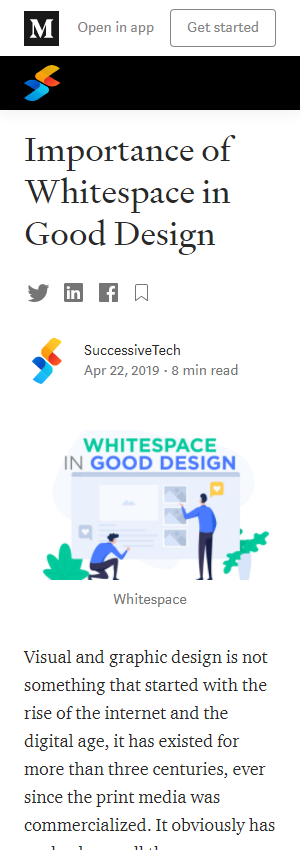 M Open in app Get started
Importance of
Whitespace in
Good Design
SuccessiveTech
Apr 22, 2019 · 8 min read
WHITESPACE
IN GOOD DESIGN
Whitespace
Visual and graphic design is not
something that started with the
rise of the internet and the
digital age, it has existed for
more than three centuries, ever
since the print media was
commercialized. It obviously has